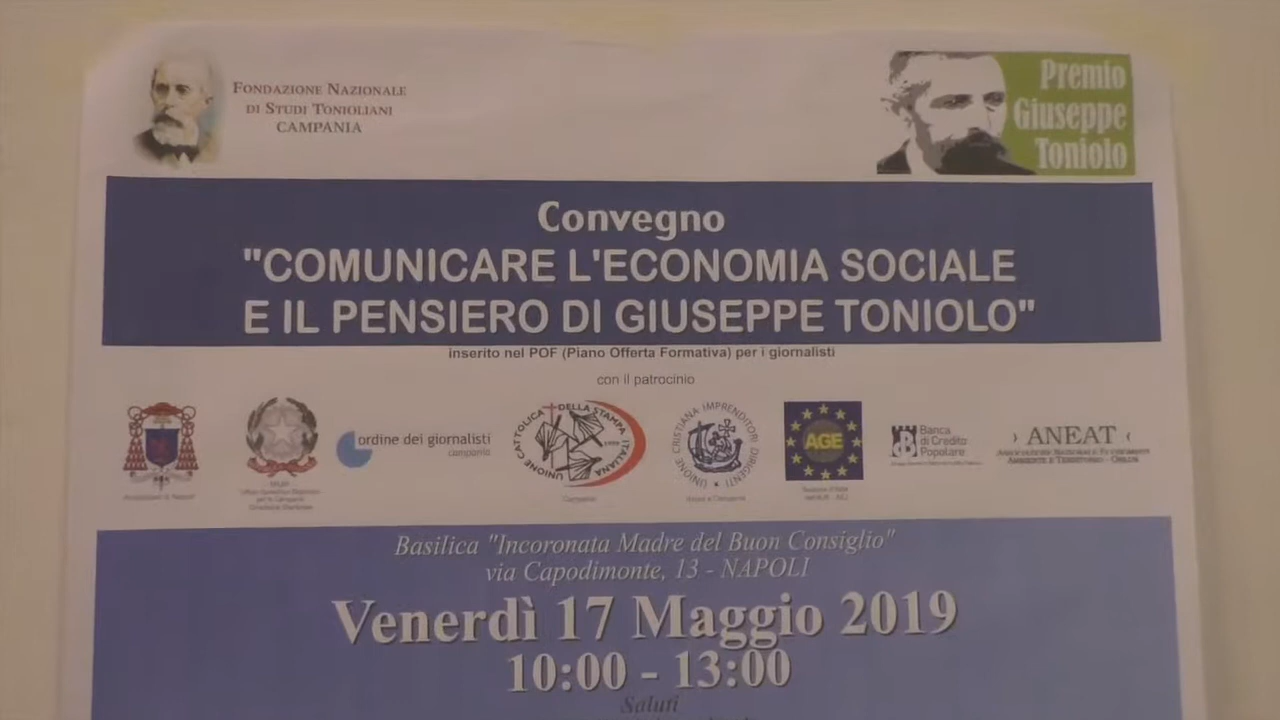 FONDAZIONE NAZIONALE
DI STUDI TONIOLIANI
CAMPANIA
Premio
Giuseppe
Toniolo
Convegno
"COMUNICARE L'ECONOMIA SOCIALE
E IL PENSIERO DI GIUSEPPE TONIOLO"
inserito nel POF (Piano Offerta Formativa) per i giornalisti
con il patrocinio
ordine dei giornalisti
campania
UNIONE CATTOLICA DELLA STAMPA ITALIANA
UNIONE CRISTIANA IMPRENDITORI DIRIGENTI
AGE
Banca
di Credito
Popolare
ANEAT
Basilica "Incoronata Madre del Buon Consiglio"
via Capodimonte, 13 - NAPOLI
Venerdì 17 Maggio 2019
10:00 - 13:00
Saluti